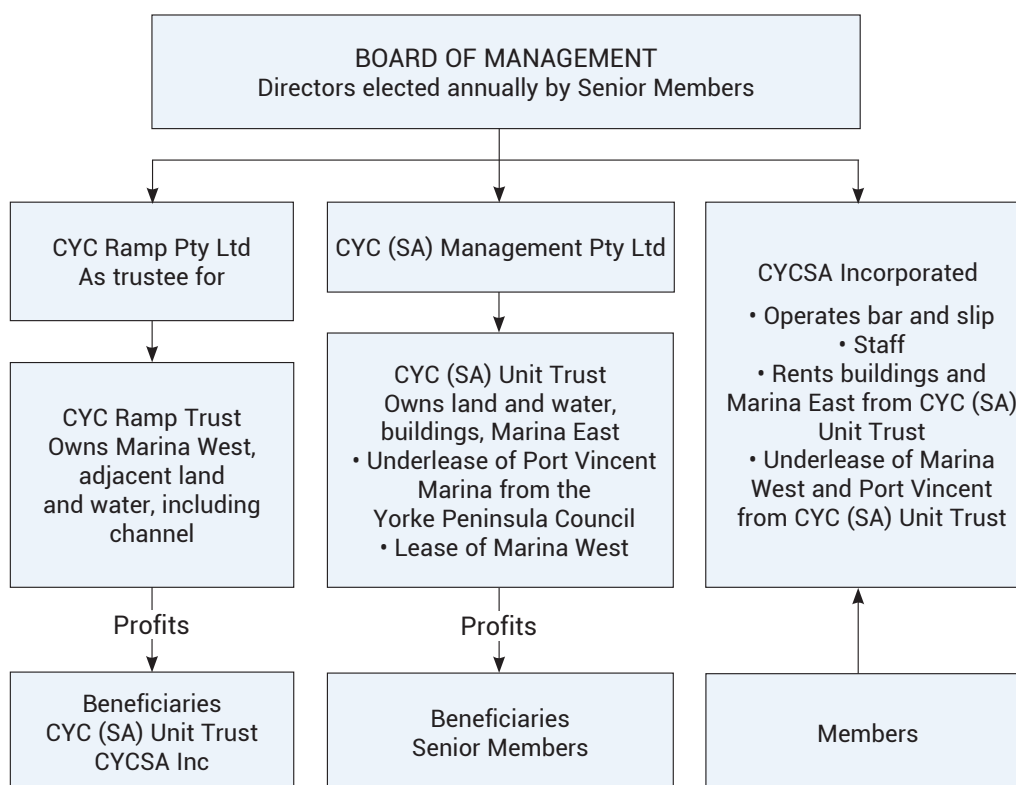 BOARD OF MANAGEMENT
Directors elected annually by Senior Members
CYC Ramp Pty Ltd
As trustee for
CYC Ramp Trust
Owns Marina West,
adjacent land
and water, including
channel
Profits
Beneficiaries
CYC (SA) Unit Trust
CYCSA Inc
CYC (SA) Management Pty Ltd
CYC (SA) Unit Trust
Owns land and water,
buildings, Marina East
• Underlease of Port Vincent
Marina from the
Yorke Peninsula Council
• Lease of Marina West
Profits
Beneficiaries
Senior Members
CYCSA Incorporated
• Operates bar and slip
• Staff
• Rents buildings and
Marina East from CYC (SA)
Unit Trust
• Underlease of Marina
West and Port Vincent
from CYC (SA) Unit Trust
Members